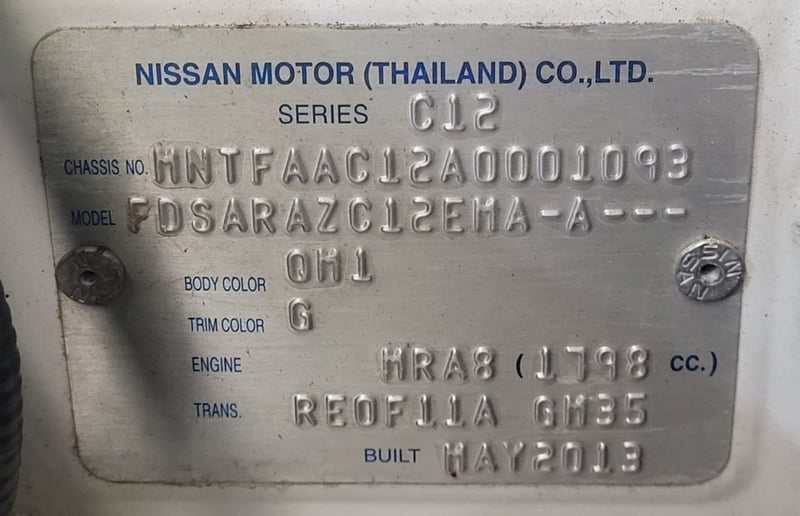 NISSAN MOTOR (THAILAND) CO.,LTD.
SERIES C12
CHASSIS NO. MNTFAAC12A0001093
MODEL FDSARAZC12EMA-A---
BODY COLOR QM1
TRIM COLOR G
NISSAN
ENGINE MRA8 (1798 CC.)
TRANS. RE0F11A GM35
BUILT MAY2013